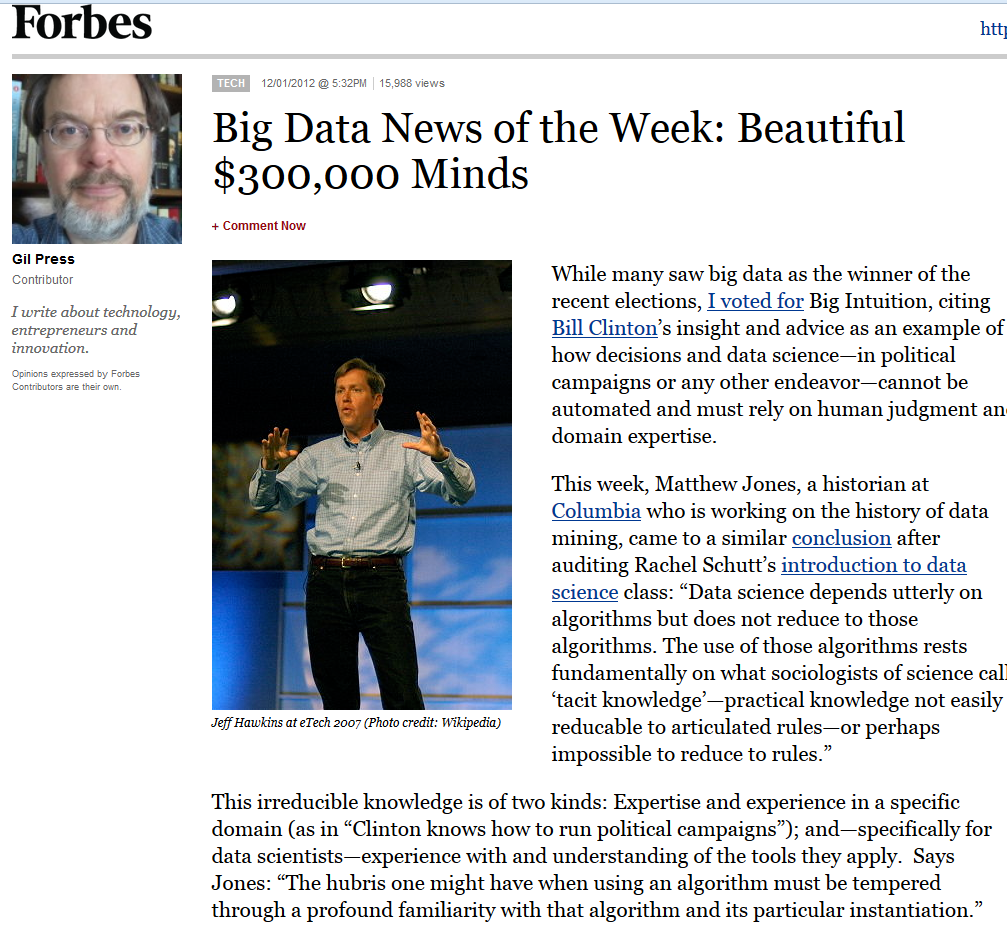 Forbes
TECH 12/01/2012 @ 5:32PM 15,988 views
Big Data News of the Week: Beautiful
$300,000 Minds
+ Comment Now
Gil Press
Contributor
I write about technology,
entrepreneurs and
innovation.
Opinions expressed by Forbes
Contributors are their own.
Jeff Hawkins at eTech 2007 (Photo credit: Wikipedia)
While many saw big data as the winner of the
recent elections, I voted for Big Intuition, citing
Bill Clinton’s insight and advice as an example of
how decisions and data science—in political
campaigns or any other endeavor—cannot be
automated and must rely on human judgment
domain expertise.
This week, Matthew Jones, a historian at
Columbia who is working on the history of data
mining, came to a similar conclusion after
auditing Rachel Schutt’s introduction to data
science class: “Data science depends utterly on
algorithms but does not reduce to those
algorithms. The use of those algorithms rests
fundamentally on what sociologists of science
‘tacit knowledge’—practical knowledge not easily
reducable to articulated rules—or perhaps
impossible to reduce to rules.”
This irreducible knowledge is of two kinds: Expertise and experience in a specific
domain (as in “Clinton knows how to run political campaigns”); and—specifically for
data scientists—experience with and understanding of the tools they apply.  Says
Jones: “The hubris one might have when using an algorithm must be tempered
through a profound familiarity with that algorithm and its particular instantiation.”